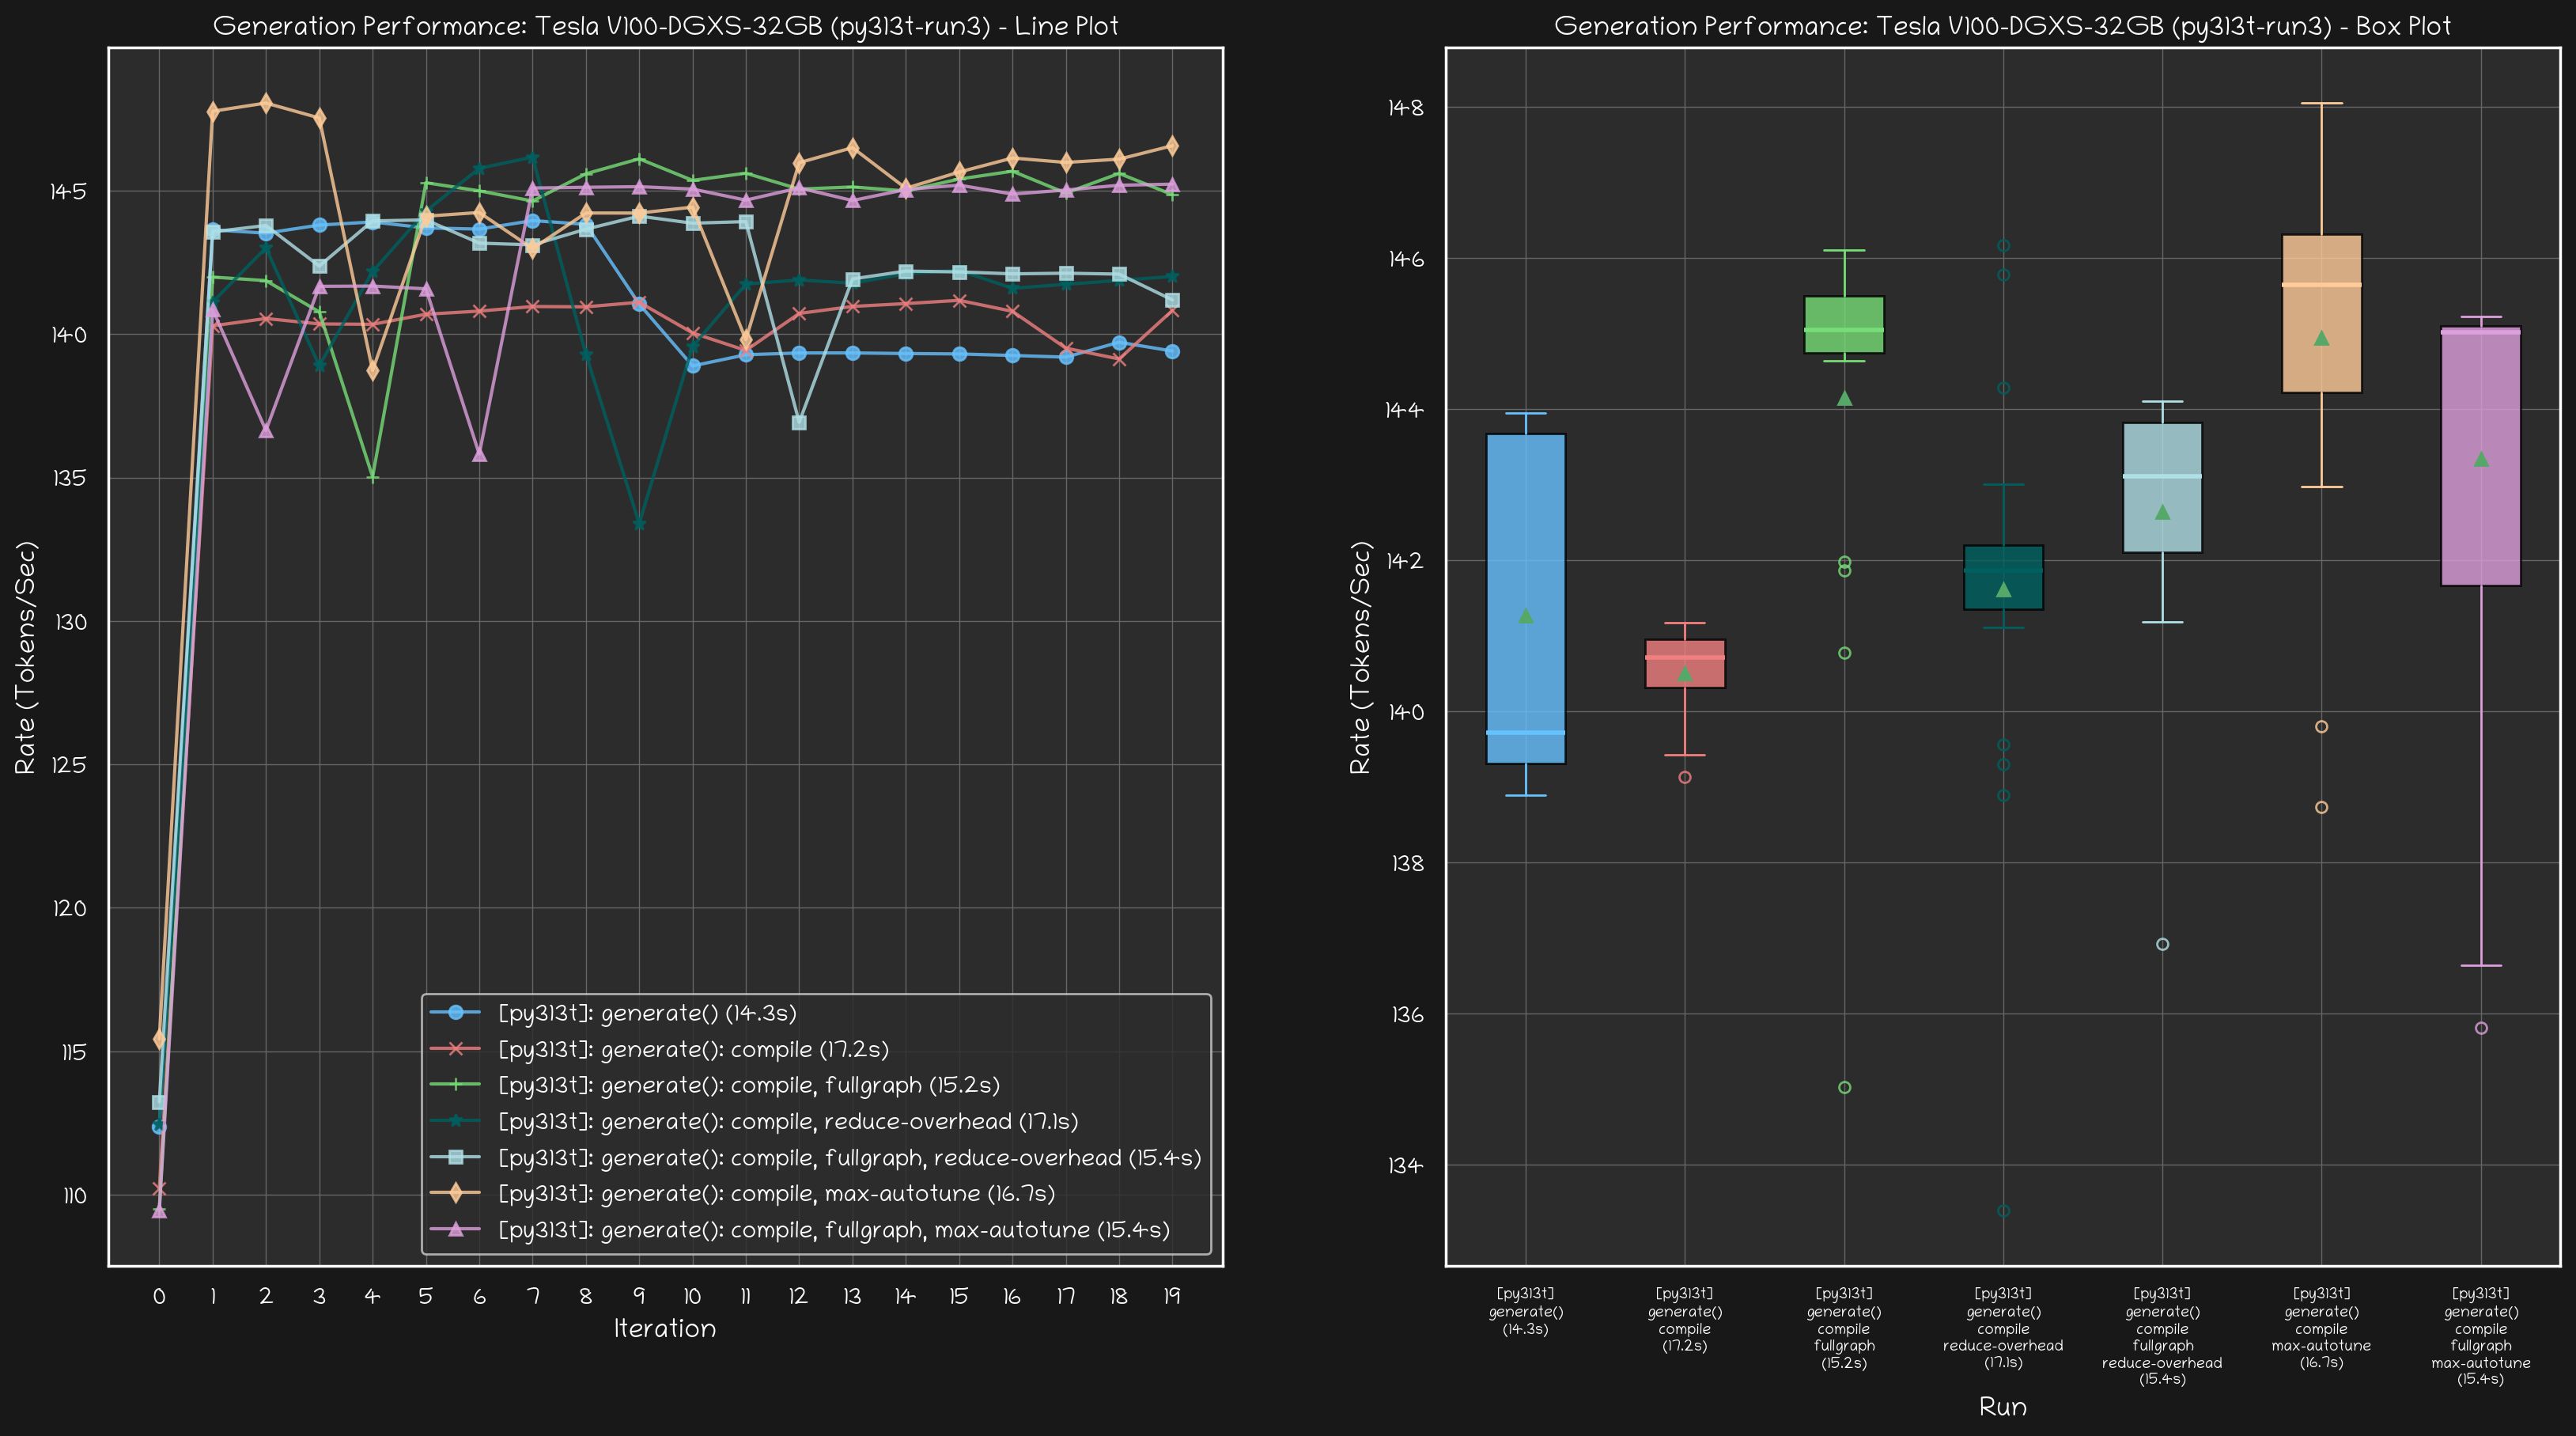 Generation Performance: Tesla V100-DGXS-32GB (py313t-run3) - Line Plot
Rate (Tokens/Sec)
145
140
135
130
125
120
115
110
[py313t]: generate() (14.3s)
[py313t]: generate(): compile (17.2s)
[py313t]: generate(): compile, fullgraph (15.2s)
[py313t]: generate(): compile, reduce-overhead (17.1s)
[py313t]: generate(): compile, fullgraph, reduce-overhead (15.4s)
[py313t]: generate(): compile, max-autotune (16.7s)
[py313t]: generate(): compile, fullgraph, max-autotune (15.4s)
0 1 2 3 4 5 6 7 8 9 10 11 12 13 14 15 16 17 18 19
Iteration
Generation Performance: Tesla V100-DGXS-32GB (py313t-run3) - Box Plot
Rate (Tokens/Sec)
148
146
144
142
140
138
136
134
[py313t]
generate()
(14.3s)
[py313t]
generate()
compile
(17.2s)
[py313t]
generate()
compile
fullgraph
(15.2s)
[py313t]
generate()
compile
reduce-overhead
(17.1s)
[py313t]
generate()
compile
fullgraph
reduce-overhead
(15.4s)
[py313t]
generate()
compile
max-autotune
(16.7s)
[py313t]
generate()
compile
fullgraph
max-autotune
(15.4s)
Run